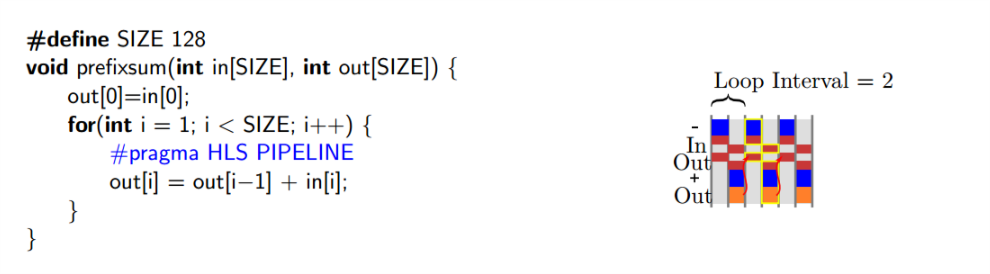 #define SIZE 128
void prefixsum(int in[SIZE], int out[SIZE]) {
out[0]=in[0];
for(int i = 1; i < SIZE; i++) {
#pragma HLS PIPELINE
out[i] = out[i−1] + in[i];
}
}
Loop Interval = 2
-
In
Out
+
Out